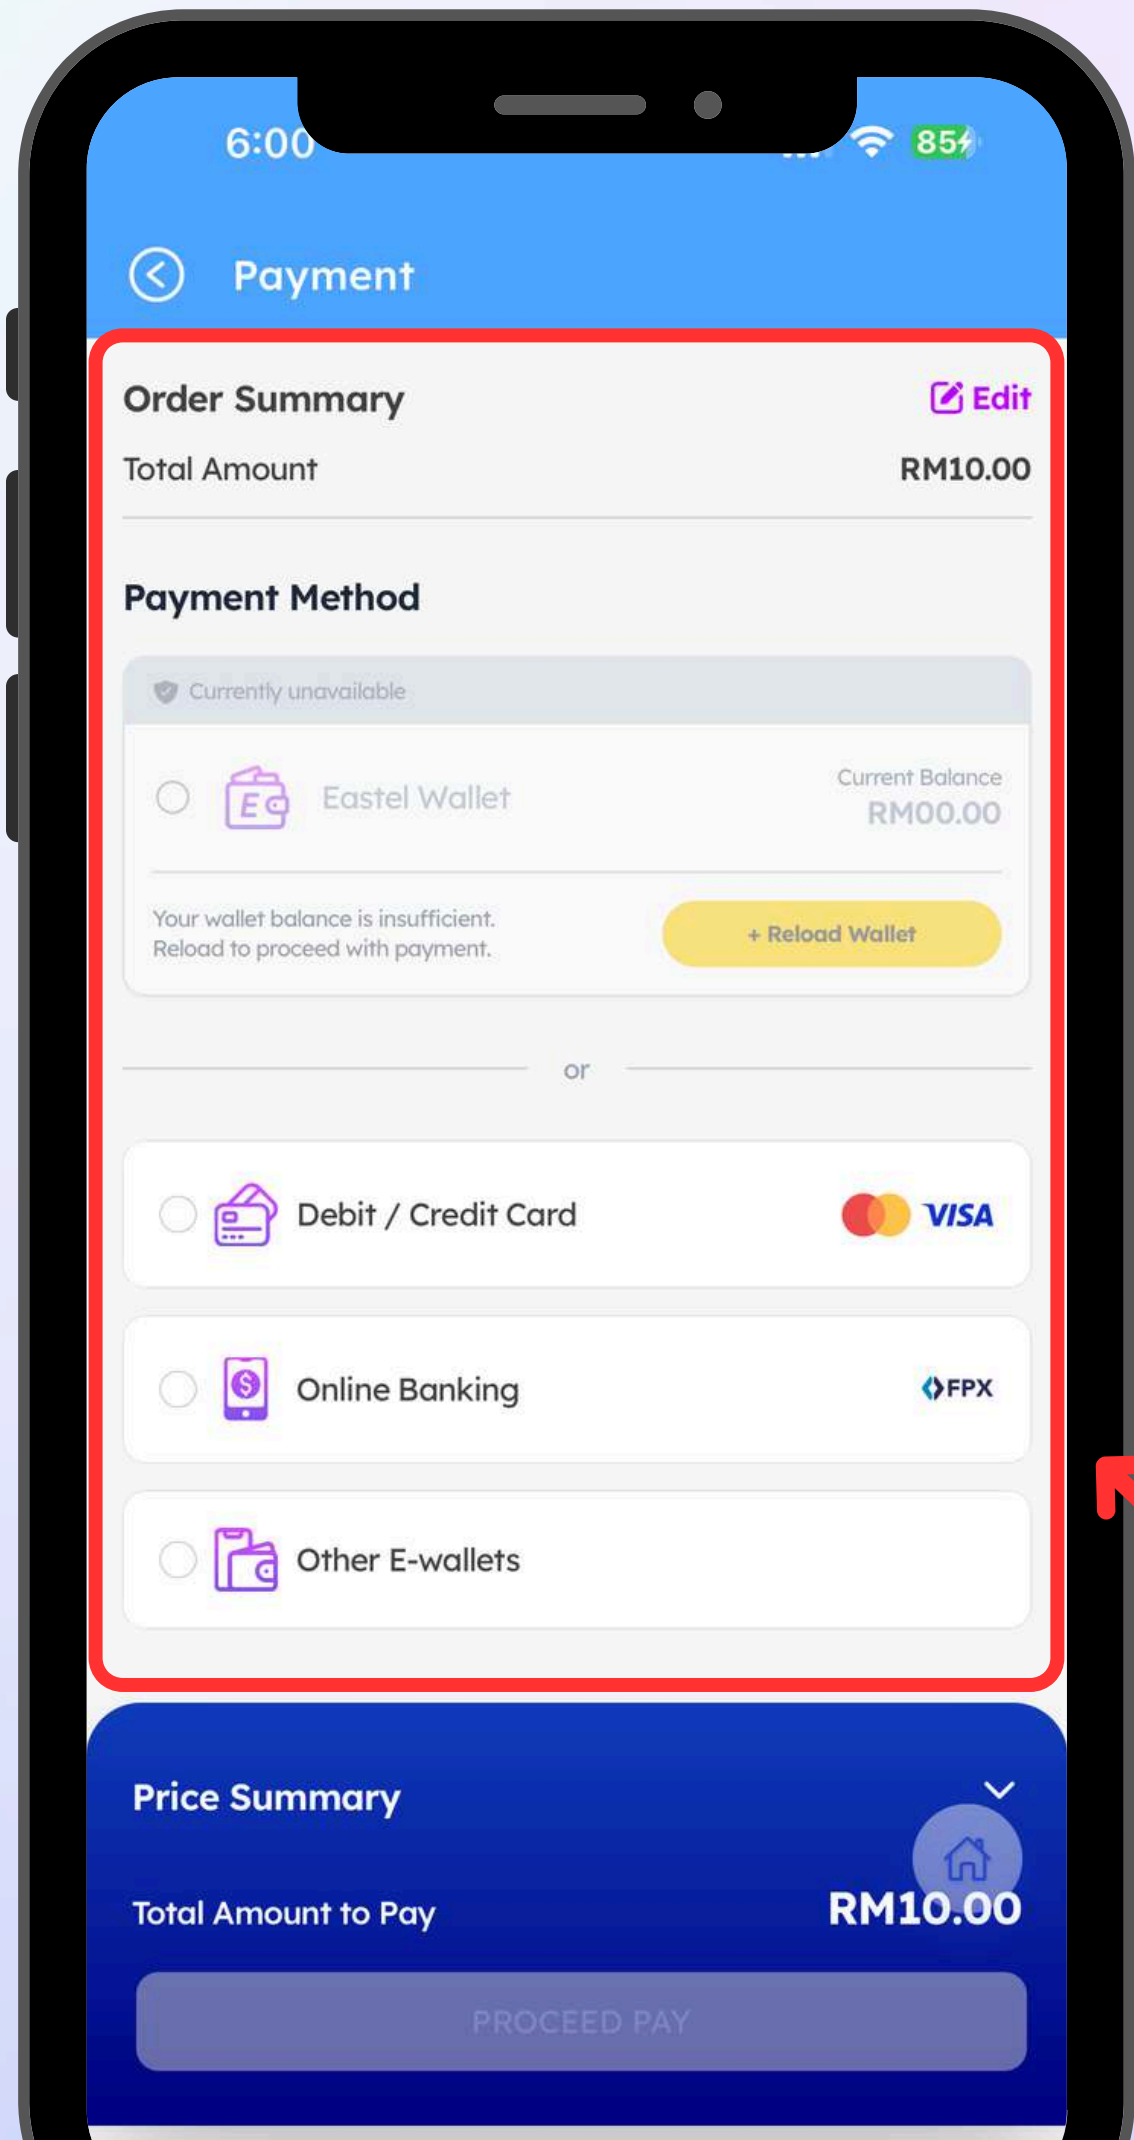 6:00
85
Payment
Order Summary
Edit
Total Amount
RM10.00
Payment Method
Currently unavailable
E
Eastel Wallet
Current Balance
RM00.00
Your wallet balance is insufficient.
Reload to proceed with payment.
+ Reload Wallet
or
Debit / Credit Card
VISA
$
Online Banking
FPX
Other E-wallets
Price Summary
Total Amount to Pay
RM10.00
PROCEED PAY